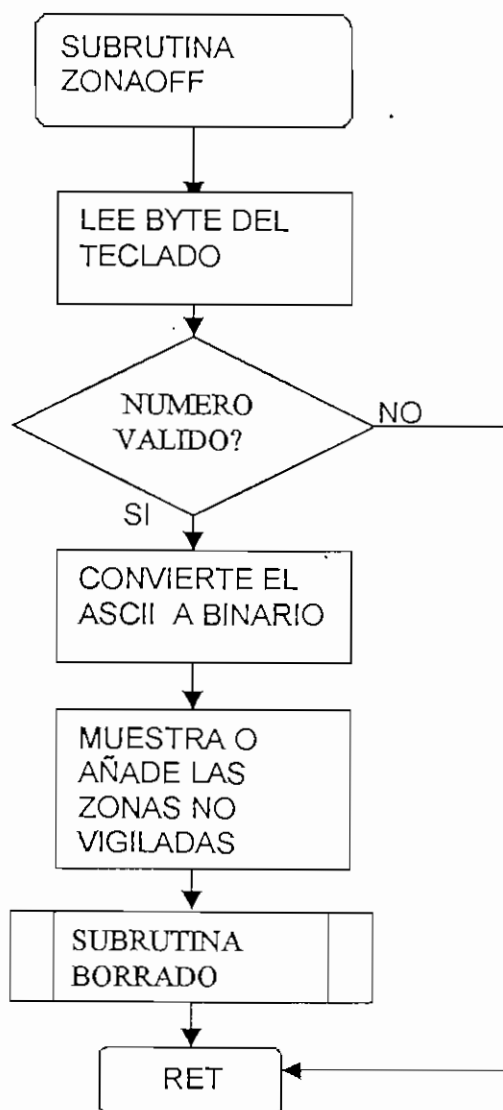 SUBRUTINA
ZONAOFF
LEE BYTE DEL
TECLADO
NUMERO
VALIDO?
NO
SI
CONVIERTE EL
ASCII A BINARIO
MUESTRA O
AÑADE LAS
ZONAS NO
VIGILADAS
SUBRUTINA
BORRADO
RET